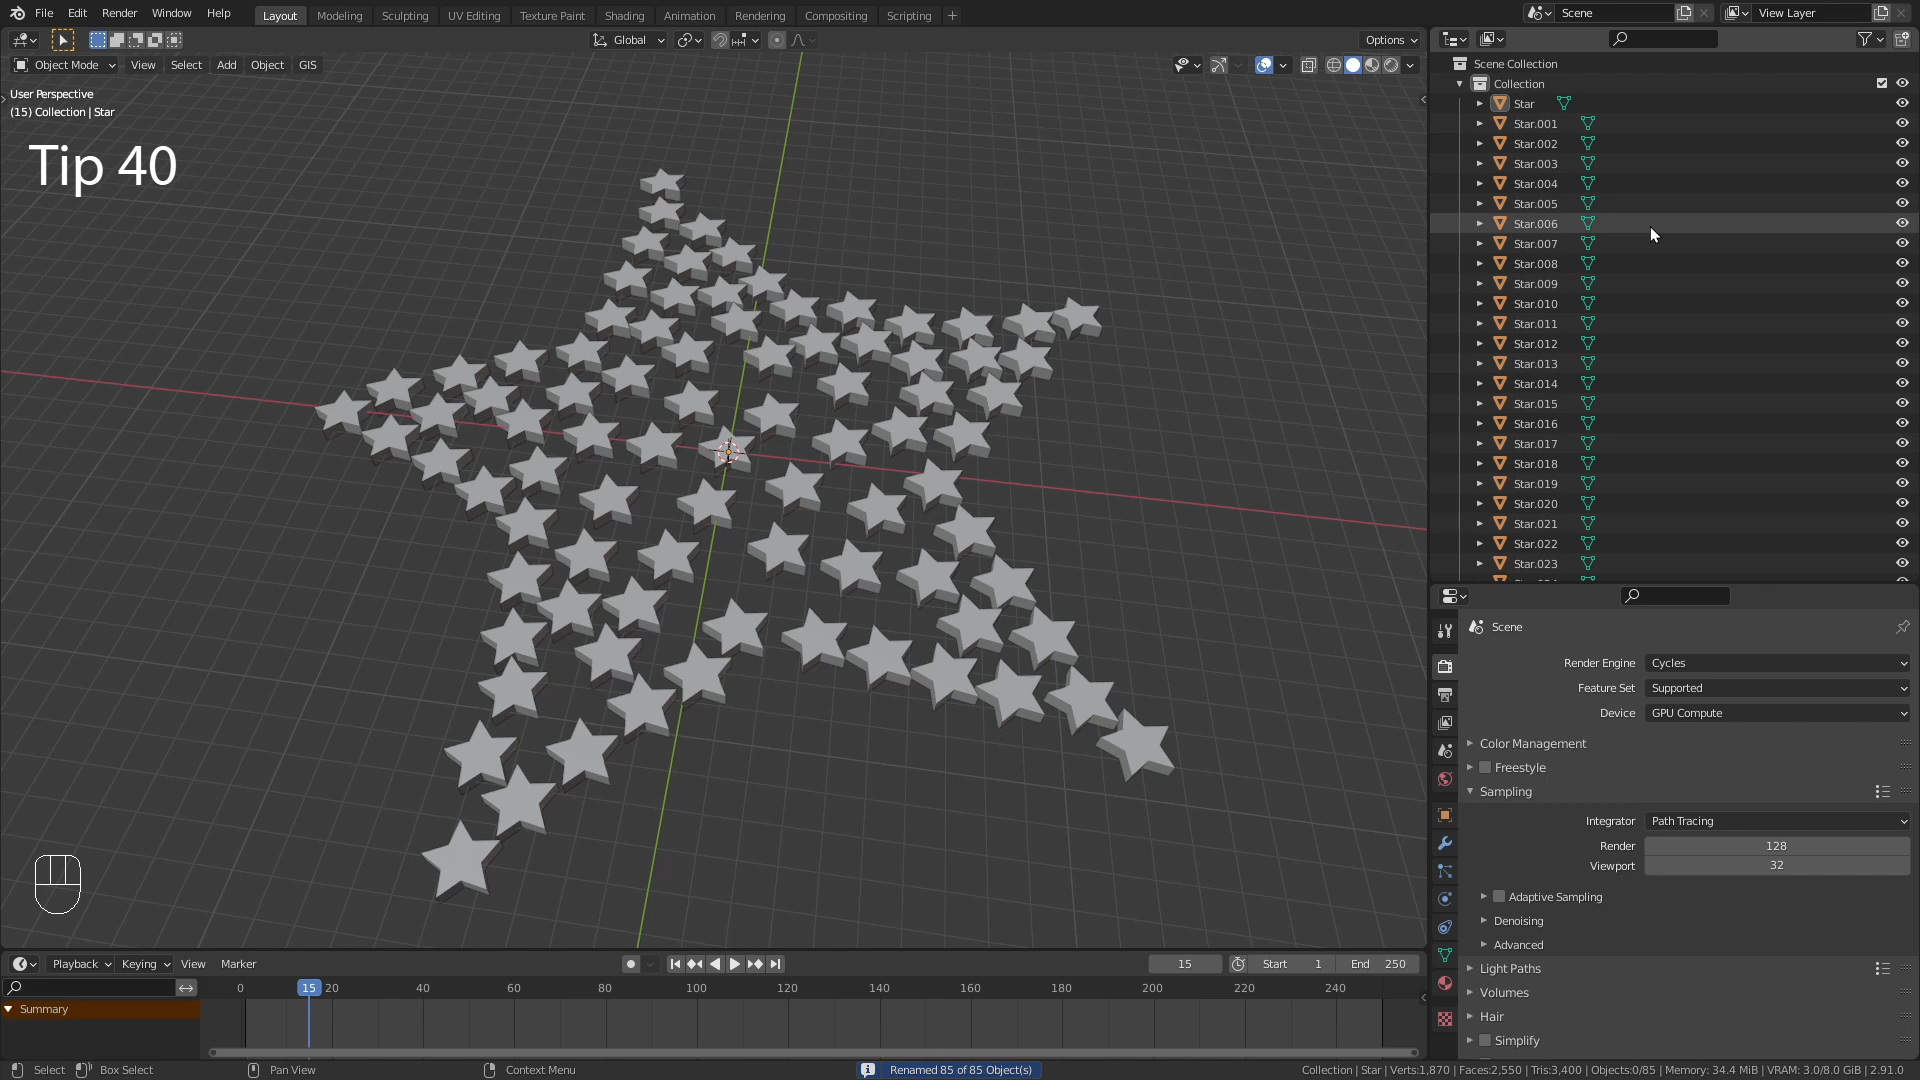 File Edit Render Window Help Layout Modeling Sculpting UV Editing Texture Paint Shading Animation Rendering Compositing Scripting + Scene View Layer
Global Options
Object Mode View Select Add Object GIS
User Perspective
(15) Collection | Star
Tip 40
Scene Collection
Collection
Star
Star.001
Star.002
Star.003
Star.004
Star.005
Star.006
Star.007
Star.008
Star.009
Star.010
Star.011
Star.012
Star.013
Star.014
Star.015
Star.016
Star.017
Star.018
Star.019
Star.020
Star.021
Star.022
Star.023
Scene
Render Engine Cycles
Feature Set Supported
Device GPU Compute
Color Management
Freestyle
Sampling
Integrator Path Tracing
Render 128
Viewport 32
Adaptive Sampling
Denoising
Advanced
Light Paths
Volumes
Hair
Simplify
Playback Keying View Marker 15 Start 1 End 250
0 15 20 40 60 80 100 120 140 160 180 200 220 240
Summary
Select Box Select Pan View Context Menu Renamed 85 of 85 Object(s) Collection | Star | Verts:1,870 | Faces:2,550 | Tris:3,400 | Objects:0/85 | Memory: 34.4 MiB | VRAM: 3.0/8.0 GiB | 2.91.0